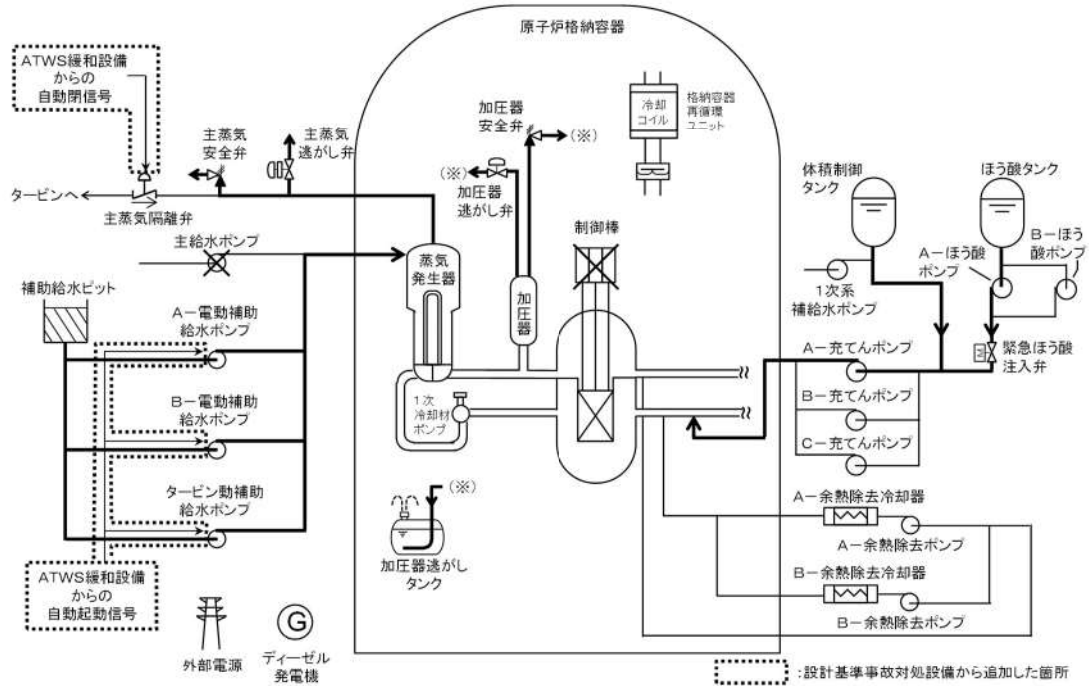 原子炉格納容器
ATWS緩和設備
からの
自動閉信号
主蒸気
安全弁
主蒸気
逃がし弁
タービンへ
主蒸気隔離弁
主給水ポンプ
補助給水ピット
A-電動補助
給水ポンプ
B-電動補助
給水ポンプ
タービン動補助
給水ポンプ
ATWS緩和設備
からの
自動起動信号
外部電源
G
ディーゼル
発電機
加圧器
安全弁
(※)
(※)
加圧器
逃がし弁
冷却
コイル
格納容器
再循環
ユニット
制御棒
蒸気
発生器
加圧器
1次
冷却材
ポンプ
(※)
加圧器逃がし
タンク
体積制御
タンク
ほう酸タンク
A-ほう酸
ポンプ
B-ほう
酸ポンプ
1次系
補給水ポンプ
M
緊急ほう酸
注入弁
A-充てんポンプ
B-充てんポンプ
C-充てんポンプ
A-余熱除去冷却器
A-余熱除去ポンプ
B-余熱除去冷却器
B-余熱除去ポンプ
:設計基準事故対処設備から追加した箇所